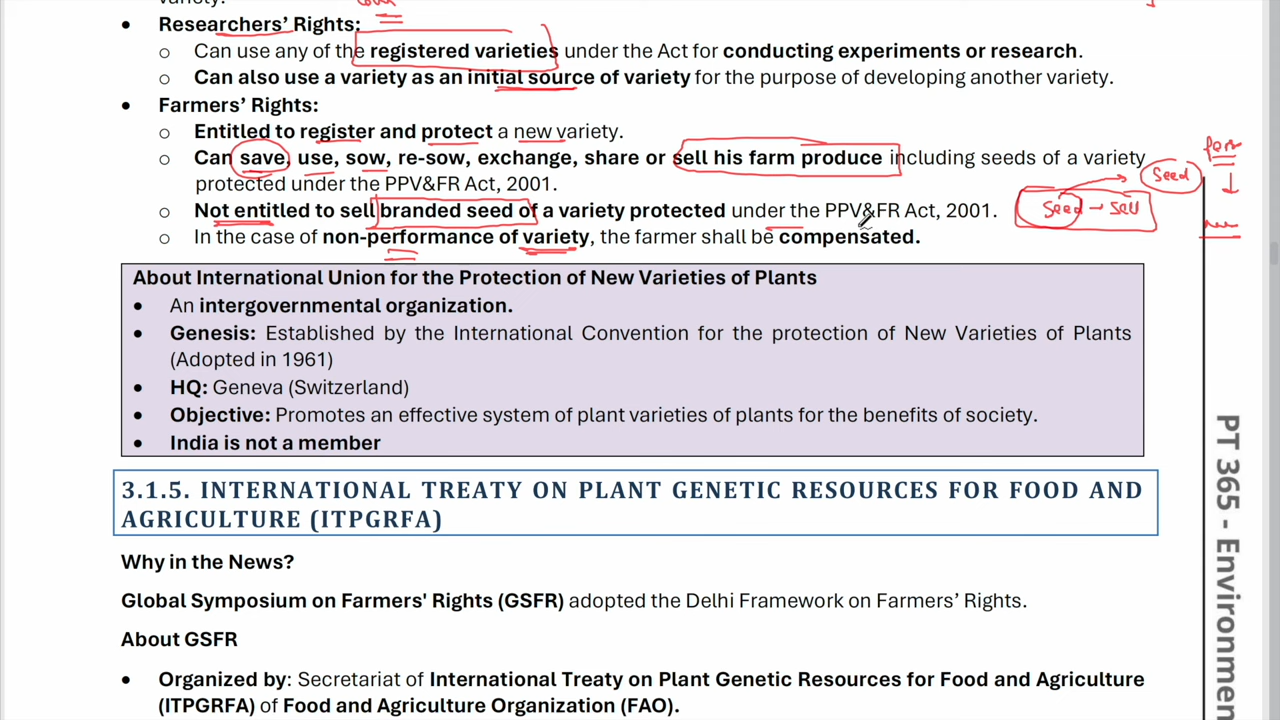 Researchers' Rights:
Can use any of the registered varieties under the Act for conducting experiments or research.
Can also use a variety as an initial source of variety for the purpose of developing another variety.
Farmers' Rights:
Entitled to register and protect a new variety.
Can save, use, sow, re-sow, exchange, share or sell his farm produce including seeds of a variety
protected under the PPV&FR Act, 2001.
Not entitled to sell branded seed of a variety protected under the PPV&FR Act, 2001.
In the case of non-performance of variety, the farmer shall be compensated.
Seed
Seed → Sell
About International Union for the Protection of New Varieties of Plants
An intergovernmental organization.
Genesis: Established by the International Convention for the protection of New Varieties of Plants
(Adopted in 1961)
HQ: Geneva (Switzerland)
Objective: Promotes an effective system of plant varieties of plants for the benefits of society.
India is not a member
3.1.5. INTERNATIONAL TREATY ON PLANT GENETIC RESOURCES FOR FOOD AND
AGRICULTURE (ITPGRFA)
Why in the News?
Global Symposium on Farmers' Rights (GSFR) adopted the Delhi Framework on Farmers' Rights.
About GSFR
Organized by: Secretariat of International Treaty on Plant Genetic Resources for Food and Agriculture
(ITPGRFA) of Food and Agriculture Organization (FAO).
PT 365 - Environmen